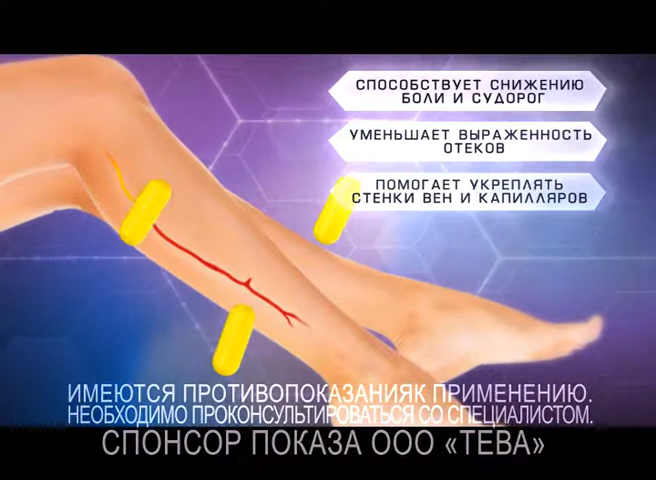 СПОСОБСТВУЕТ СНИЖЕНИЮ
БОЛИ И СУДОРОГ
УМЕНЬШАЕТ ВЫРАЖЕННОСТЬ
ОТЕКОВ
ПОМОГАЕТ УКРЕПЛЯТЬ
СТЕНКИ ВЕН И КАПИЛЛЯРОВ
ИМЕЮТСЯ ПРОТИВОПОКАЗАНИЯК ПРИМЕНЕНИЮ.
НЕОБХОДИМО ПРОКОНСУЛЬТИРОВАТЬСЯ СО СПЕЦИАЛИСТОМ.
СПОНСОР ПОКАЗА ООО «ТЕВА»